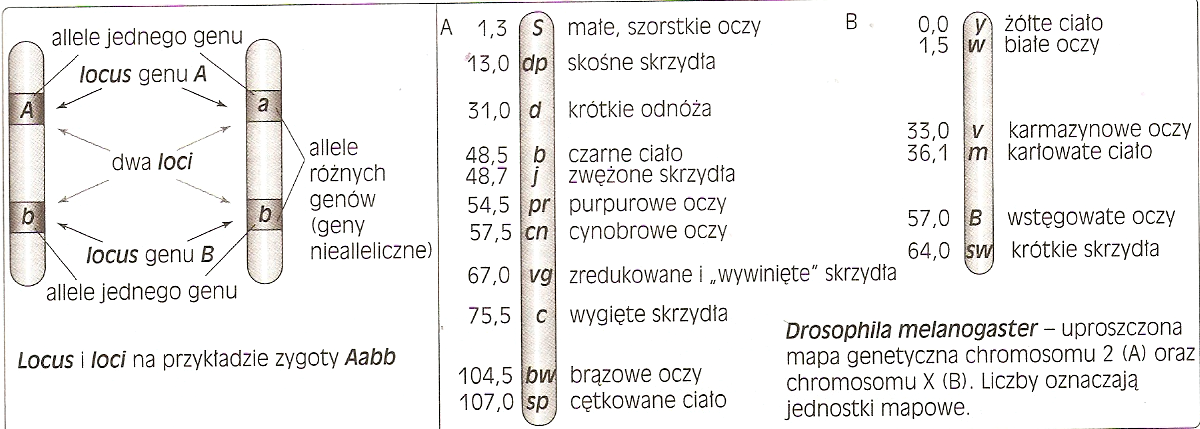 allele jednego genu
locus genu A
A
a
dwa loci
allele
różnych
genów
(geny
niealleliczne)
b
b
locus genu B
allele jednego genu
Locus i loci na przykładzie zygoty Aabb
A
1,3 S małe, szorstkie oczy
13,0 dp skośne skrzydła
31,0 d krótkie odnóża
48,5 b czarne ciało
48,7 j zwężone skrzydła
54,5 pr purpurowe oczy
57,5 cn cynobrowe oczy
67,0 vg zredukowane i „wywinięte” skrzydła
75,5 c wygięte skrzydła
104,5 bw brązowe oczy
107,0 sp cętkowane ciało
B
0,0 y żółte ciało
1,5 w białe oczy
33,0 v karmazynowe oczy
36,1 m karłowate ciało
57,0 B wstęgowate oczy
64,0 sw krótkie skrzydła
Drosophila melanogaster – uproszczona
mapa genetyczna chromosomu 2 (A) oraz
chromosomu X (B). Liczby oznaczają
jednostki mapowe.